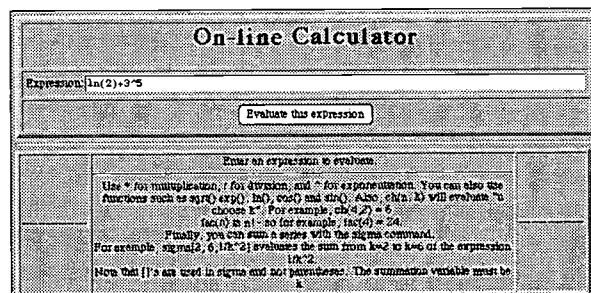 On-line Calculator
Expression: ln(2)+3^5
Evaluate this expression
Enter an expression to evaluate.
Use * for multiplication, / for division, and ^ for exponentiation. You can also use
functions such as sqrt() exp(), ln(), cos() and sin(). Also, ch(n, k) will evaluate "n
choose k". For example, ch(4,2) = 6.
fac(n) is n!- so for example, fac(4) = 24.
Finally, you can sum a series with the sigma command.
For example, sigma[2, 6,1/k^2] evaluates the sum from k=2 to k=6 of the expression
1/k^2.
Note that []'s are used in sigma and not parentheses. The summation variable must be
k.